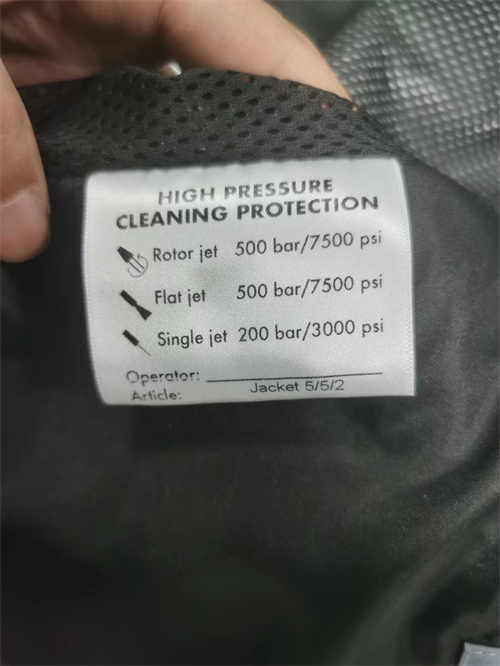 HIGH PRESSURE
CLEANING PROTECTION
Rotor jet 500 bar/7500 psi
Flat jet 500 bar/7500 psi
Single jet 200 bar/3000 psi
Operator:
Article: Jacket 5/5/2